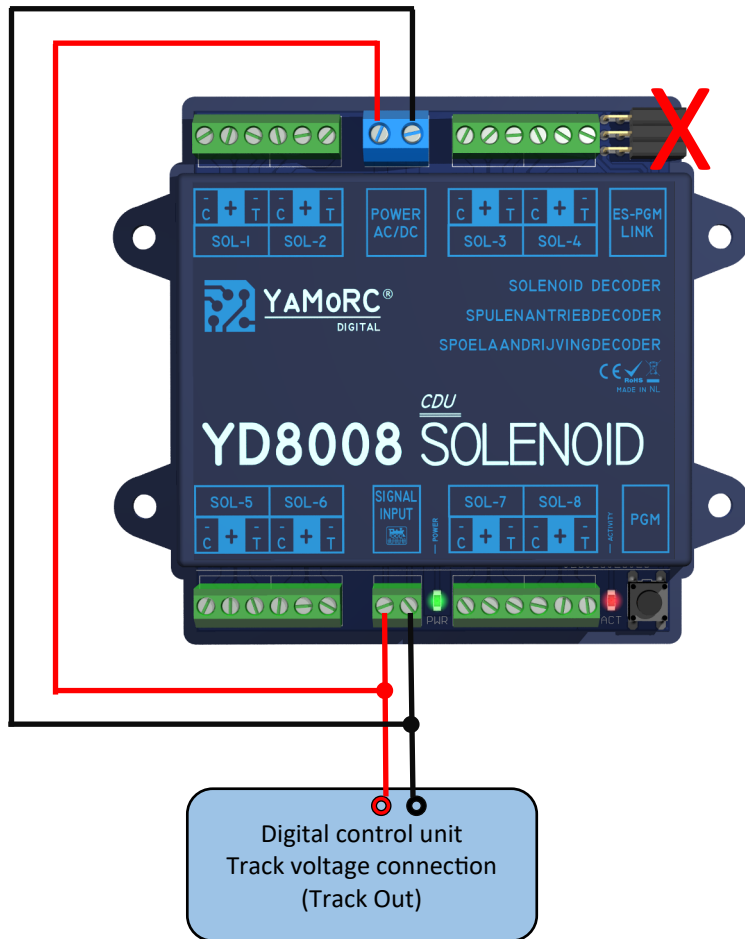 X
- + - - + -
C T C T
SOL-1 SOL-2
POWER
AC/DC
- + - - + -
C T C T
SOL-3 SOL-4
ES-PGM
LINK
YAMORC®
DIGITAL
SOLENOID DECODER
SPULENANTRIEBDECODER
SPOELAANDRIJVINGDECODER
CE RoHS
MADE IN NL
CDU
YD8008 SOLENOID
SOL-5 SOL-6
- + - - + -
C T C T
SIGNAL
INPUT
POWER
SOL-7 SOL-8
- + - - + -
C T C T
ACTIVITY
PGM
PWR
ACT
Digital control unit
Track voltage connection
(Track Out)